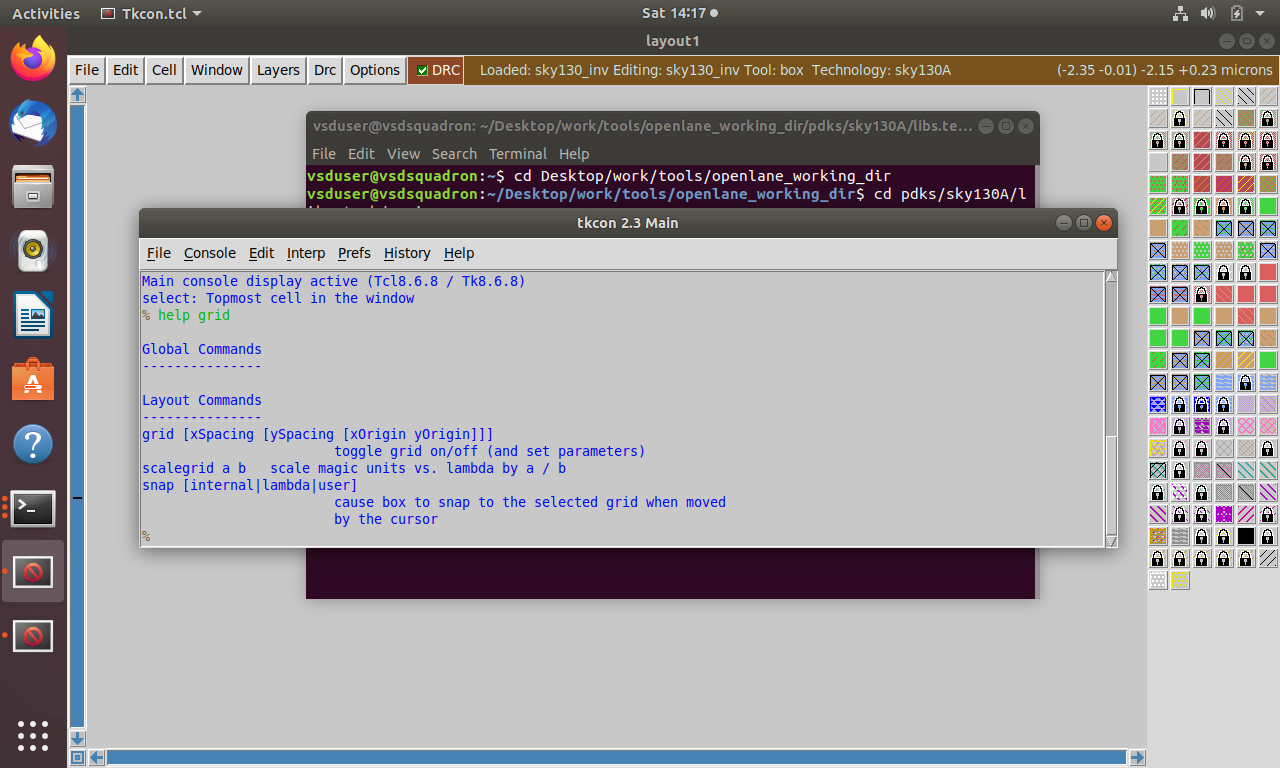 Activities Tkcon.tcl Sat 14:17
layout1
File Edit Cell Window Layers Drc Options DRC Loaded: sky130_inv Editing: sky130_inv Tool: box Technology: sky130A (-2.35 -0.01) -2.15 +0.23 microns
vsduser@vsdsquadron: ~/Desktop/work/tools/openlane_working_dir/pdks/sky130A/libs.te...
File Edit View Search Terminal Help
vsduser@vsdsquadron:~$ cd Desktop/work/tools/openlane_working_dir
vsduser@vsdsquadron:~/Desktop/work/tools/openlane_working_dir$ cd pdks/sky130A/l
tkcon 2.3 Main
File Console Edit Interp Prefs History Help
Main console display active (Tcl8.6.8 / Tk8.6.8)
select: Topmost cell in the window
% help grid
Global Commands
---------------
Layout Commands
---------------
grid [xSpacing [ySpacing [xOrigin yOrigin]]]
toggle grid on/off (and set parameters)
scalegrid a b scale magic units vs. lambda by a / b
snap [internal|lambda|user]
cause box to snap to the selected grid when moved
by the cursor
%